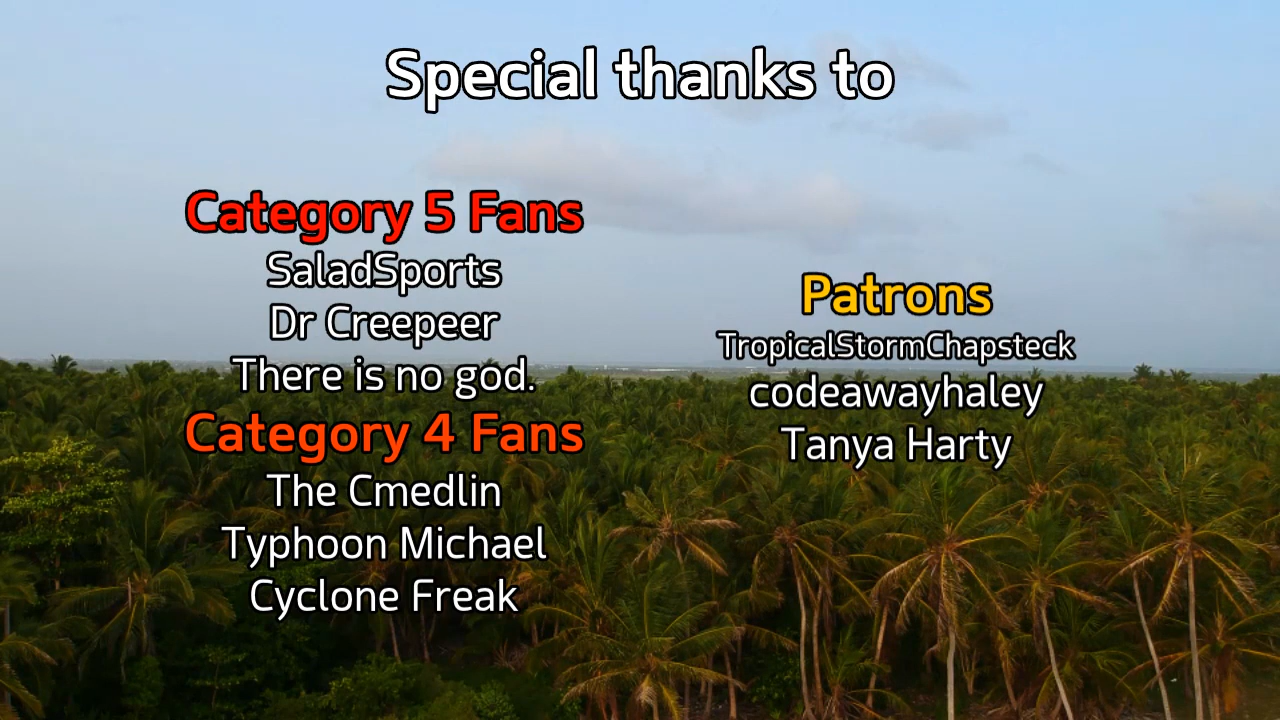 Special thanks to
Category 5 Fans
SaladSports
Dr Creepeer
There is no god.
Category 4 Fans
The Cmedlin
Typhoon Michael
Cyclone Freak
Patrons
TropicalStormChapsteck
codeawayhaley
Tanya Harty